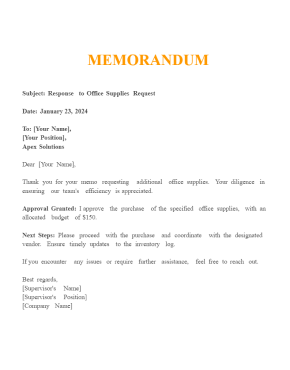 MEMORANDUM
Subject: Response to Office Supplies Request
Date: January 23, 2024
To: [Your Name],
[Your Position],
Apex Solutions
Dear [Your Name],
Thank you for your memo requesting additional office supplies. Your diligence in
ensuring our team's efficiency is appreciated.
Approval Granted: I approve the purchase of the specified office supplies, with an
allocated budget of $150.
Next Steps: Please proceed with the purchase and coordinate with the designated
vendor. Ensure timely updates to the inventory log.
If you encounter any issues or require further assistance, feel free to reach out.
Best regards,
[Supervisor's Name]
[Supervisor's Position]
[Company Name]